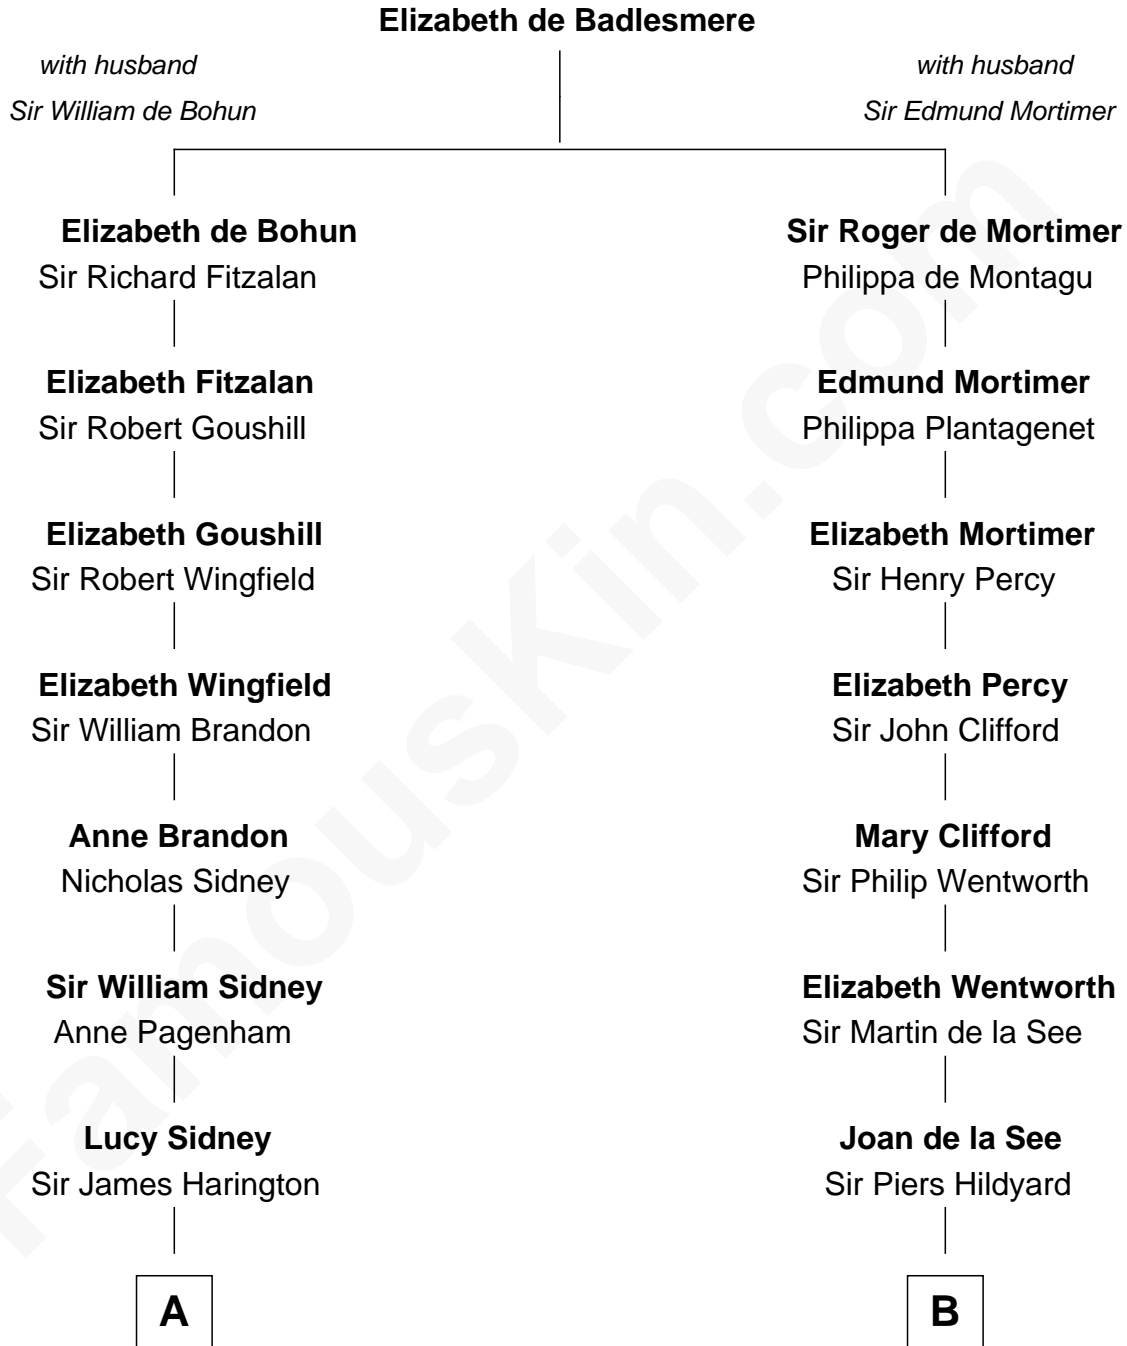 Elizabeth de Badlesmere
with husband
Sir William de Bohun
with husband
Sir Edmund Mortimer
Elizabeth de Bohun
Sir Richard Fitzalan
Elizabeth Fitzalan
Sir Robert Goushill
Elizabeth Goushill
Sir Robert Wingfield
Elizabeth Wingfield
Sir William Brandon
Anne Brandon
Nicholas Sidney
Sir William Sidney
Anne Pagenham
Lucy Sidney
Sir James Harington
A
Sir Roger de Mortimer
Philippa de Montagu
Edmund Mortimer
Philippa Plantagenet
Elizabeth Mortimer
Sir Henry Percy
Elizabeth Percy
Sir John Clifford
Mary Clifford
Sir Philip Wentworth
Elizabeth Wentworth
Sir Martin de la See
Joan de la See
Sir Piers Hildyard
B
FamousKin.com